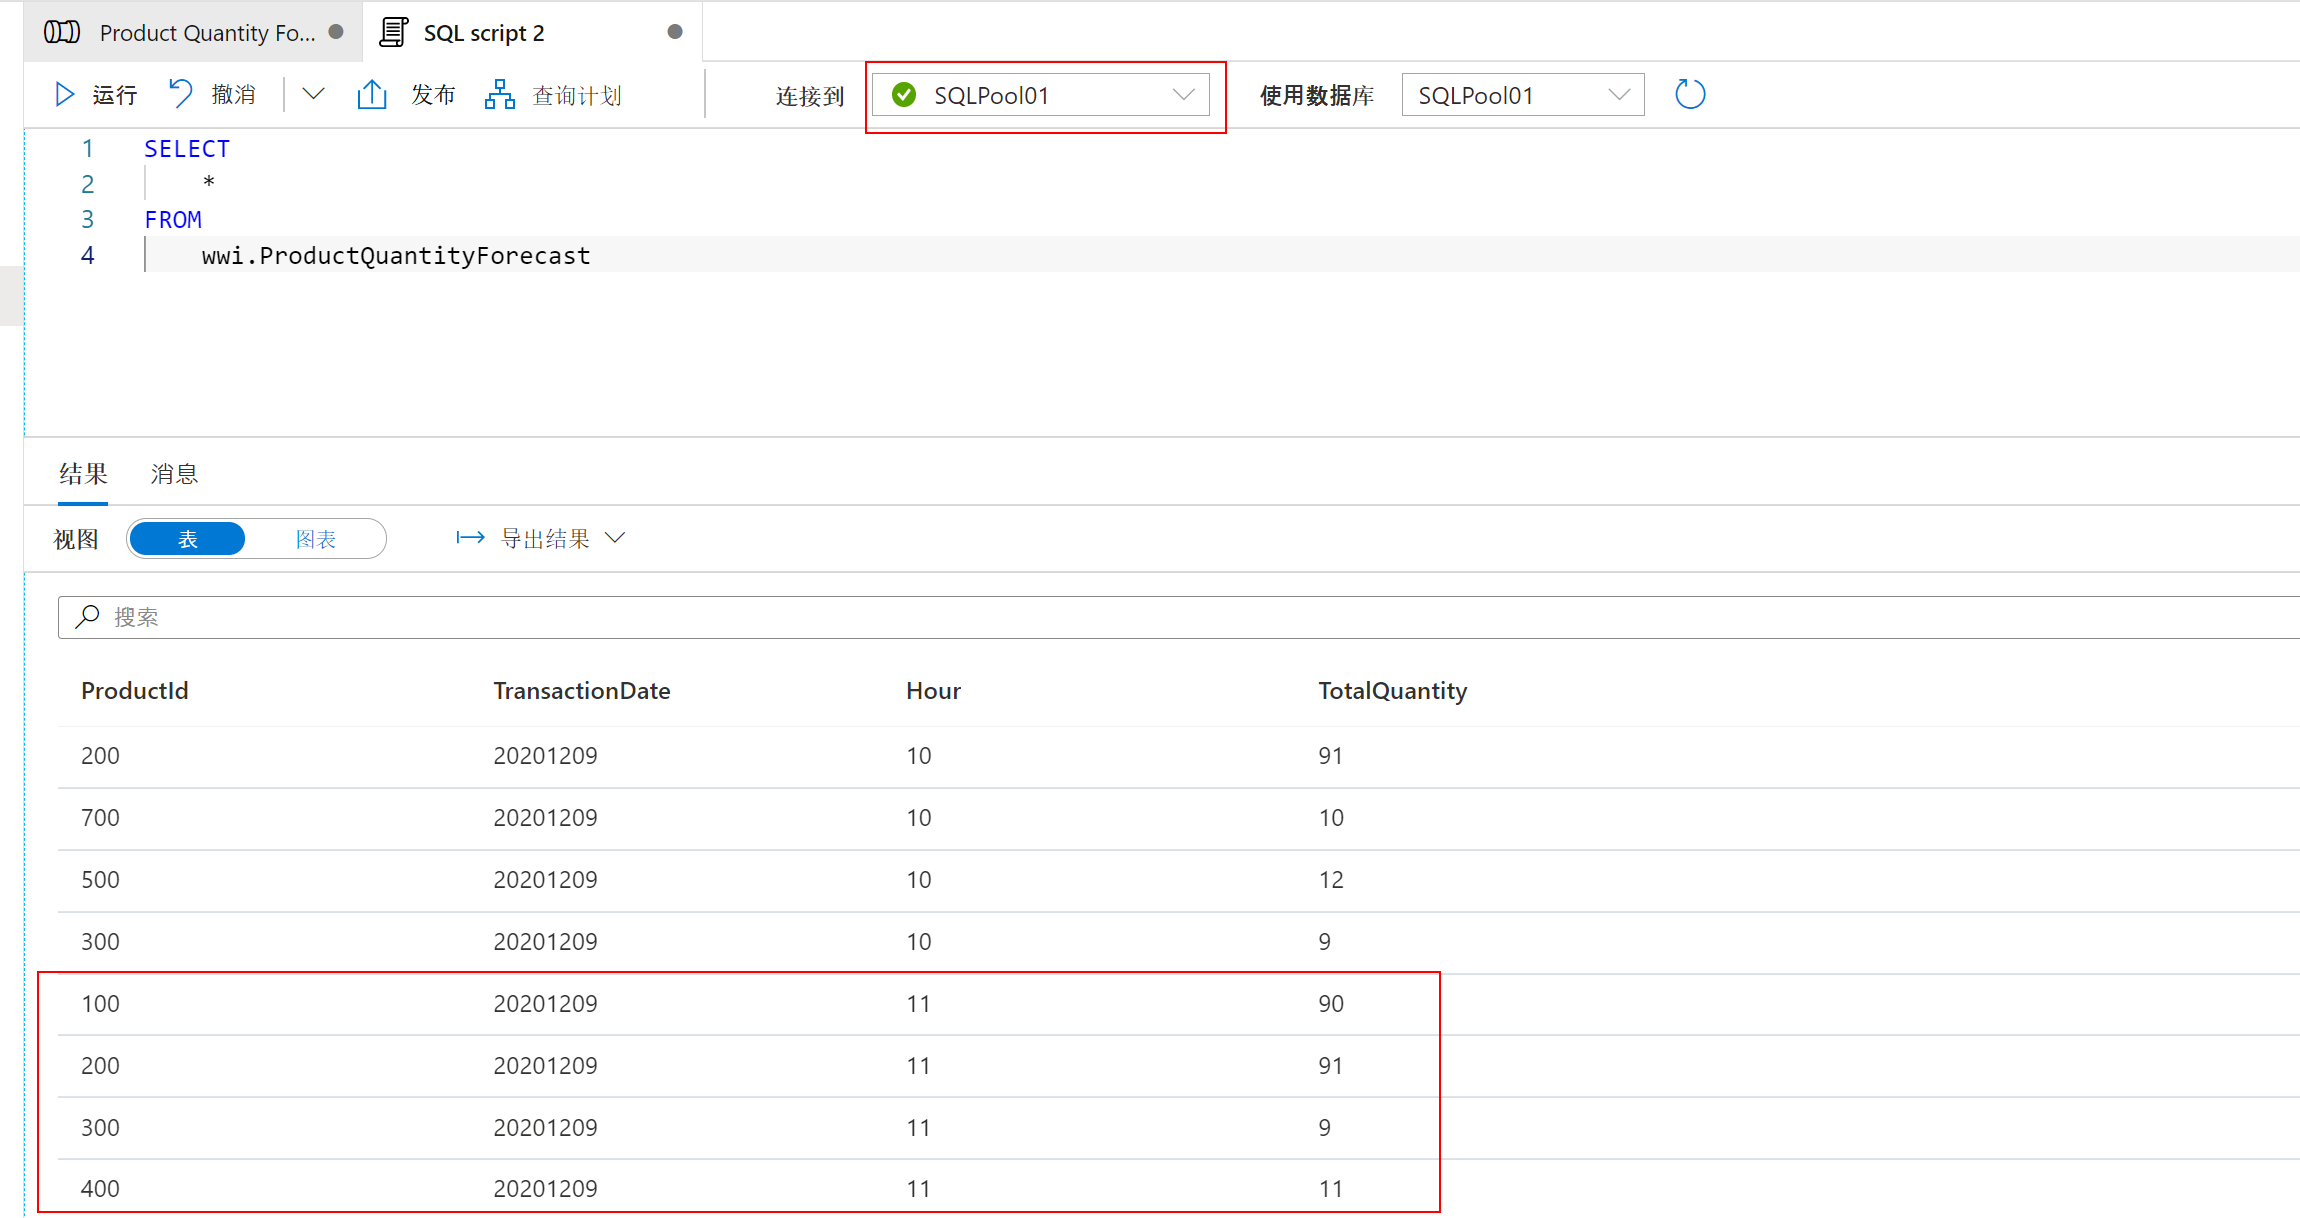 Product Quantity Fo... SQL script 2
运行 撤消 发布 查询计划 连接到 SQLPool01 使用数据库 SQLPool01
1 SELECT
2 *
3 FROM
4 wwi.ProductQuantityForecast
结果 消息
视图 表 图表 导出结果
搜索
ProductId TransactionDate Hour TotalQuantity
200 20201209 10 91
700 20201209 10 10
500 20201209 10 12
300 20201209 10 9
100 20201209 11 90
200 20201209 11 91
300 20201209 11 9
400 20201209 11 11